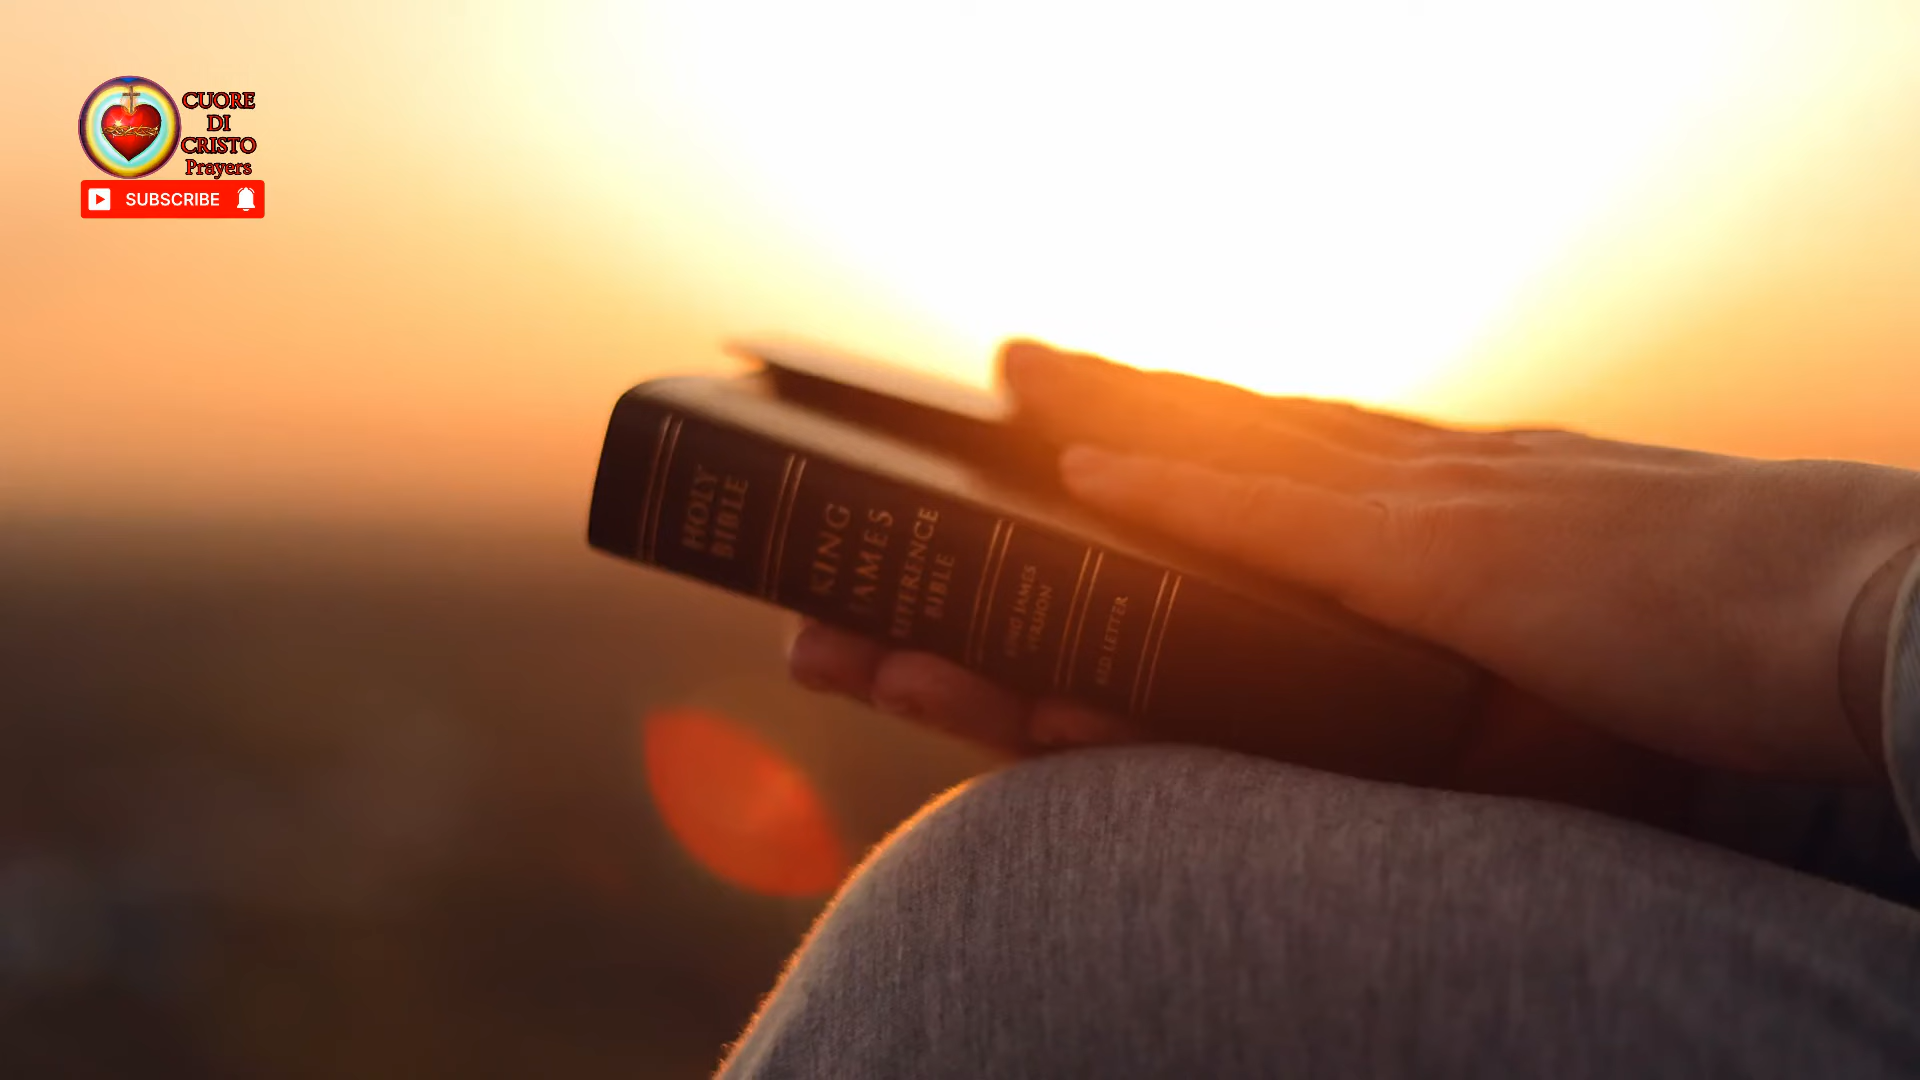 CUORE
DI
CRISTO
Prayers
SUBSCRIBE
HOLY
BIBLE
KING
JAMES
REFERENCE
BIBLE
KING JAMES
VERSION
RED LETTER